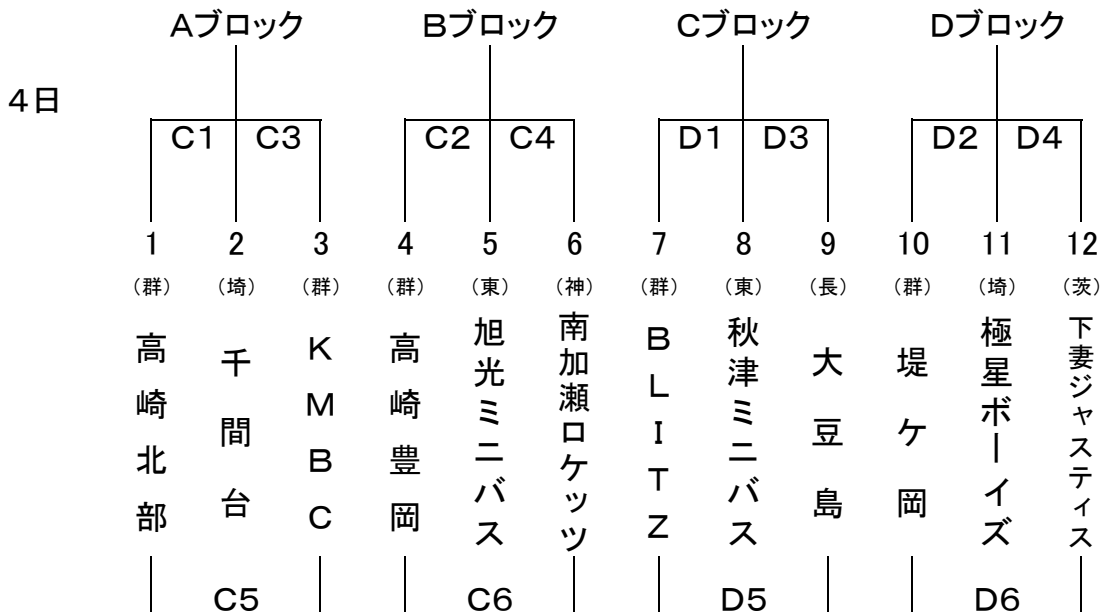 Aブロック Bブロック Cブロック Dブロック
4日
C1 C3 C2 C4 D1 D3 D2 D4
1 2 3 4 5 6 7 8 9 10 11 12
(群) (埼) (群) (群) (東) (神) (群) (東) (長) (群) (埼) (茨)
高崎北部
千間台
KMBC
高崎豊岡
旭光ミニバス
南加瀬ロケッツ
BLITZ
秋津ミニバス
大豆島
堤ケ岡
極星ボーイズ
下妻ジャスティス
C5 C6 D5 D6